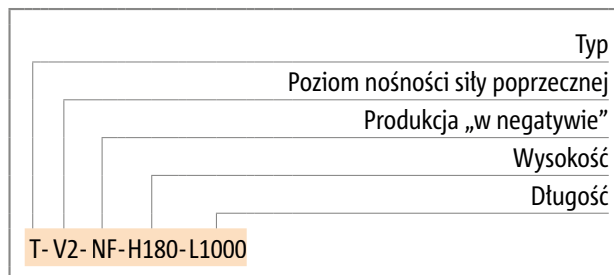 Typ
Poziom nośności siły poprzecznej
Produkcja „w negatywie”
Wysokość
Długość
T- V2- NF-H180-L1000